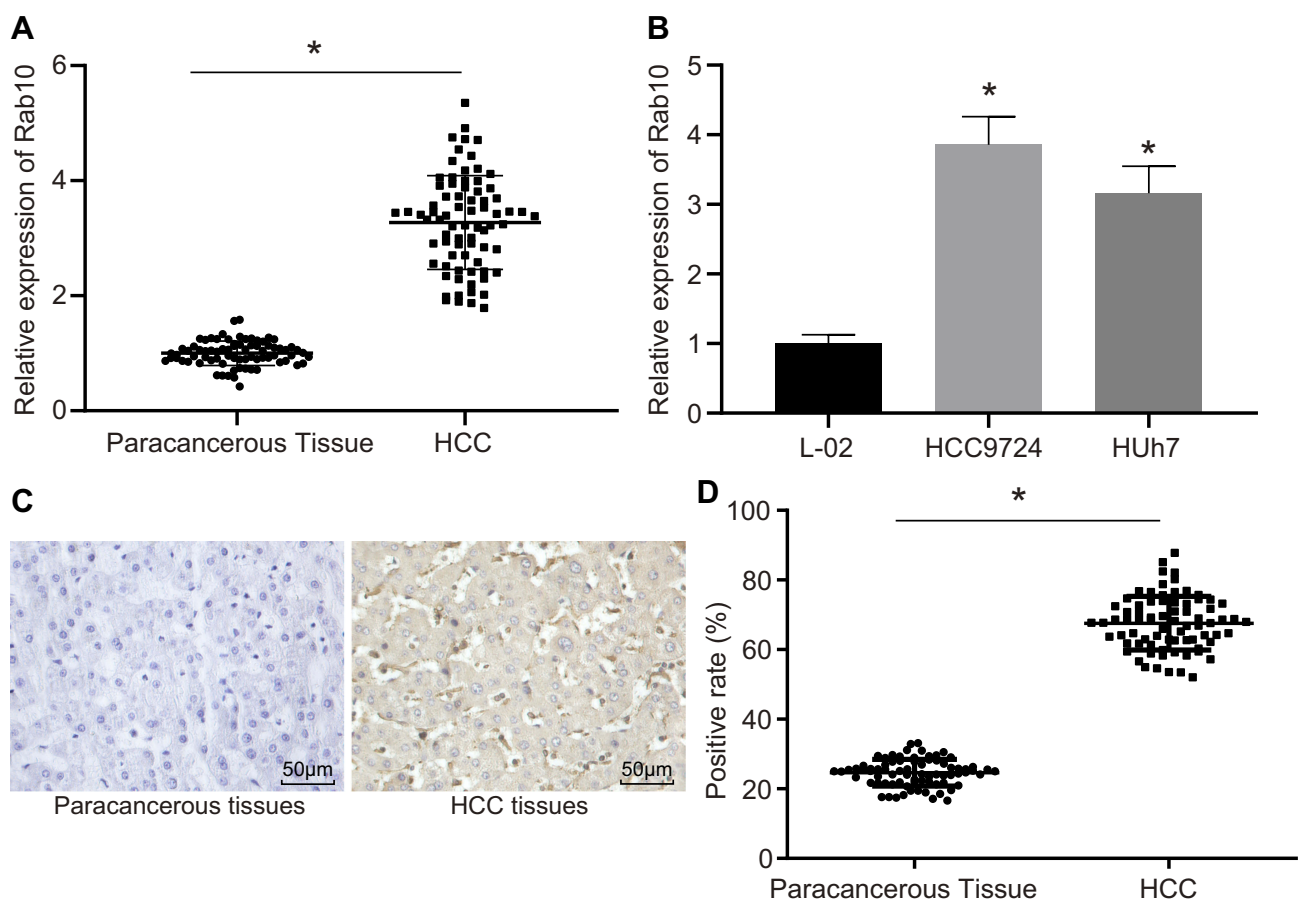 A
*
6
4
2
0
Relative expression of Rab10
Paracancerous Tissue
HCC
B
5
4
3
2
1
0
Relative expression of Rab10
*
*
L-02
HCC9724
HUh7
C
50μm
50μm
Paracancerous tissues
HCC tissues
D
*
100
80
60
40
20
0
Positive rate (%)
Paracancerous Tissue
HCC